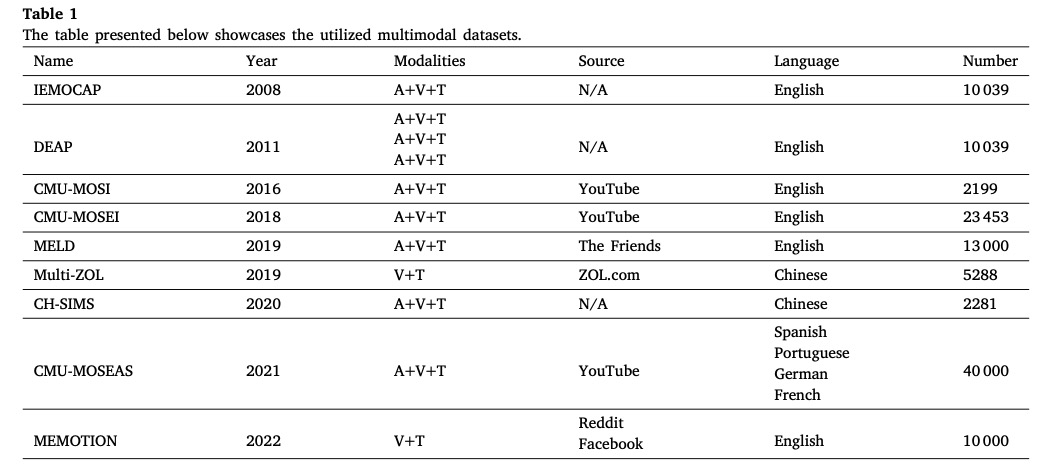 Table 1
The table presented below showcases the utilized multimodal datasets.
Name Year Modalities Source Language Number
IEMOCAP 2008 A+V+T N/A English 10 039
A+V+T
A+V+T
DEAP 2011 N/A English 10 039
A+V+T
CMU-MOSI 2016 A+V+T YouTube English 2199
CMU-MOSEI 2018 A+V+T YouTube English 23 453
MELD 2019 A+V+T The Friends English 13 000
Multi-ZOL 2019 V+T ZOL.com Chinese 5288
CH-SIMS 2020 A+V+T N/A Chinese 2281
Spanish
Portuguese
CMU-MOSEAS 2021 A+V+T YouTube 40 000
German
French
Reddit
MEMOTION 2022 V+T Facebook English 10 000